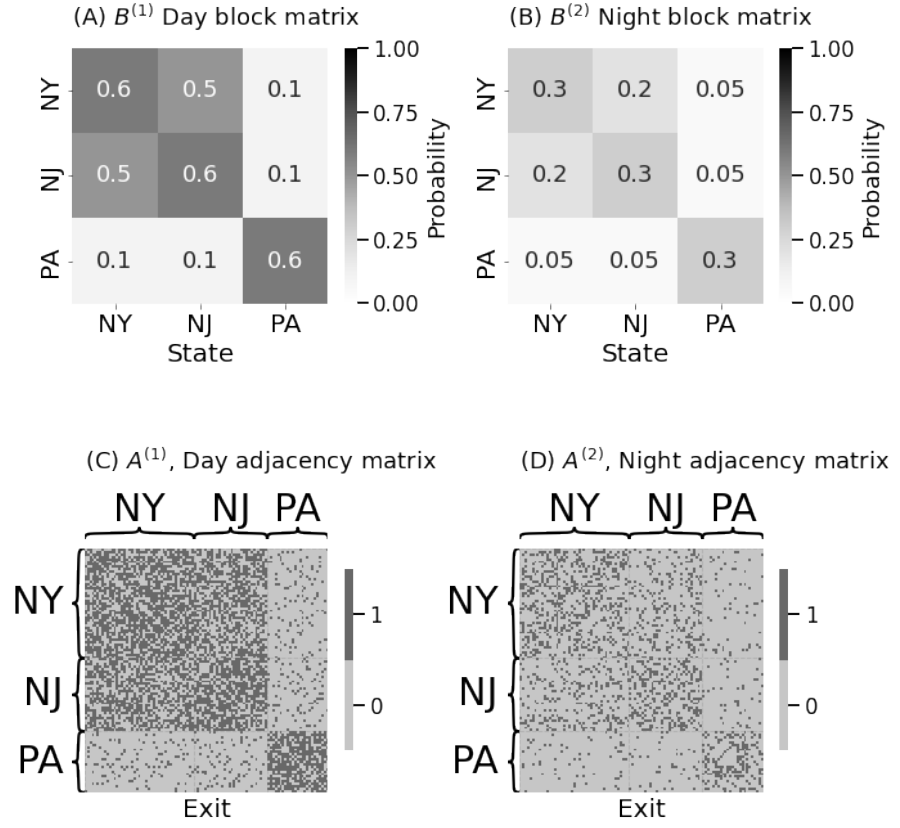 (A) B⁽¹⁾ Day block matrix
NY
NJ
PA
0.6 0.5 0.1
0.5 0.6 0.1
0.1 0.1 0.6
NY NJ PA
State
1.00
0.75
0.50
0.25
0.00
Probability
(B) B⁽²⁾ Night block matrix
NY
NJ
PA
0.3 0.2 0.05
0.2 0.3 0.05
0.05 0.05 0.3
NY NJ PA
State
1.00
0.75
0.50
0.25
0.00
Probability
(C) A⁽¹⁾, Day adjacency matrix
NY NJ PA
NY
NJ
PA
Exit
1
0
(D) A⁽²⁾, Night adjacency matrix
NY NJ PA
NY
NJ
PA
Exit
1
0